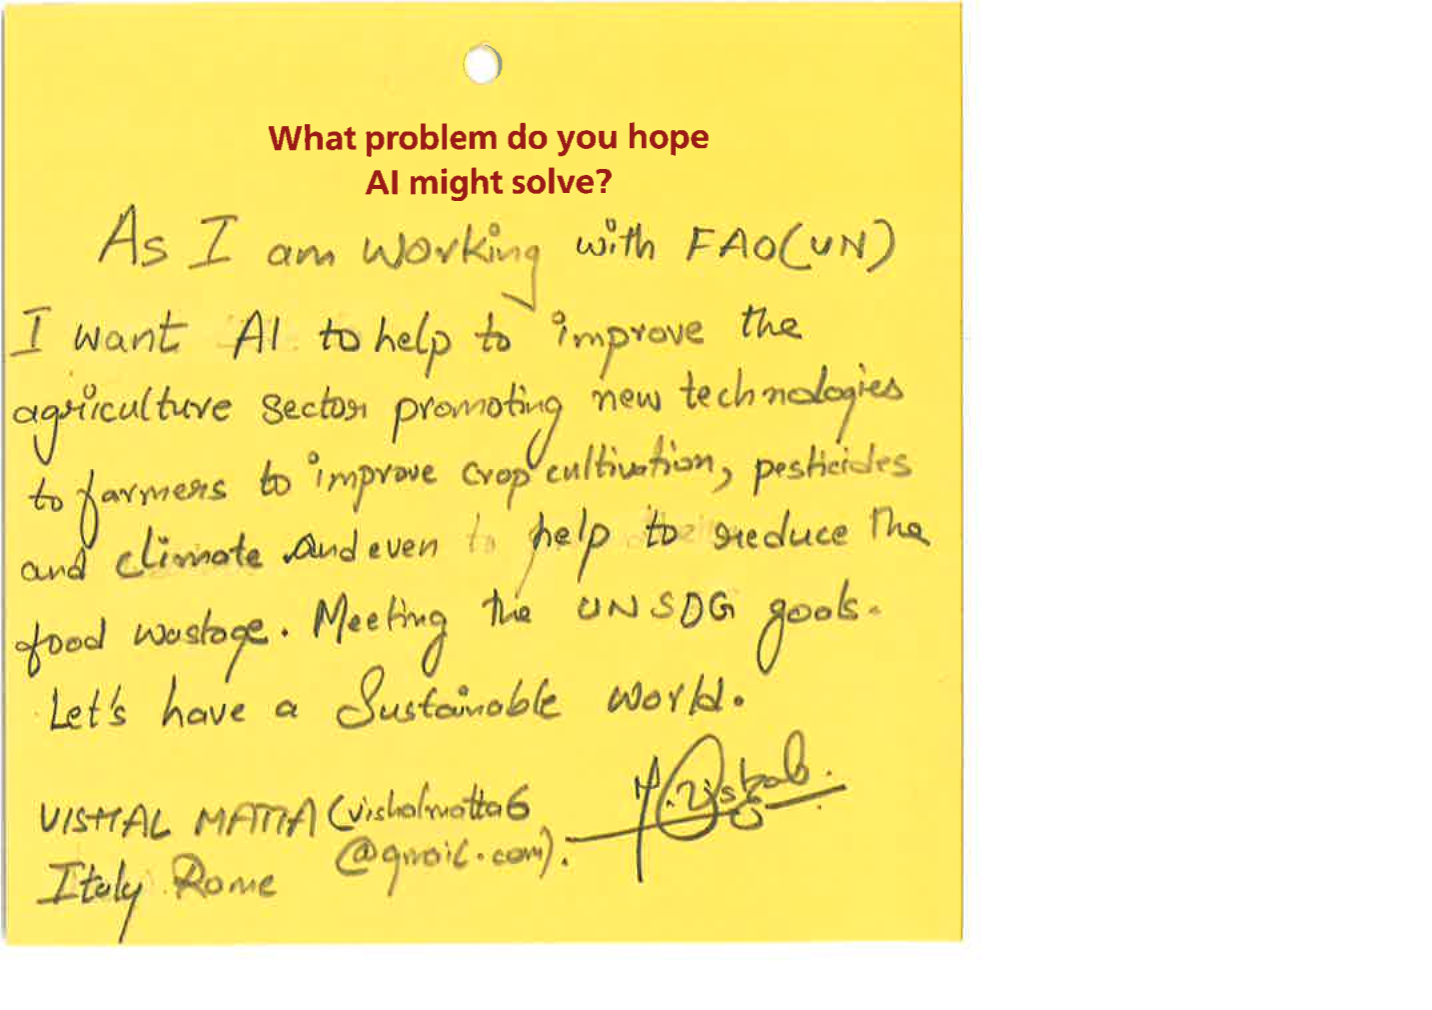 What problem do you hope
AI might solve?
As I am working with FAO(UN)
I want AI to help to improve the
agriculture sector promoting new technologies
to farmers to improve crop cultivation, pesticides
and climate and even to help to reduce the
food wastage. Meeting the UNSDG goals.
Let's have a Sustainable world.
VISHAL MATTA (vishalmatta6
@gmail.com).
Italy Rome
M. Vishal.